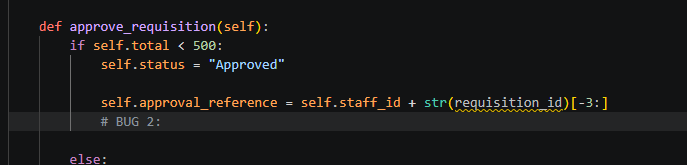 def approve_requisition(self):
if self.total < 500:
self.status = "Approved"
self.approval_reference = self.staff_id + str(requisition_id)[-3:]
# BUG 2:
else: